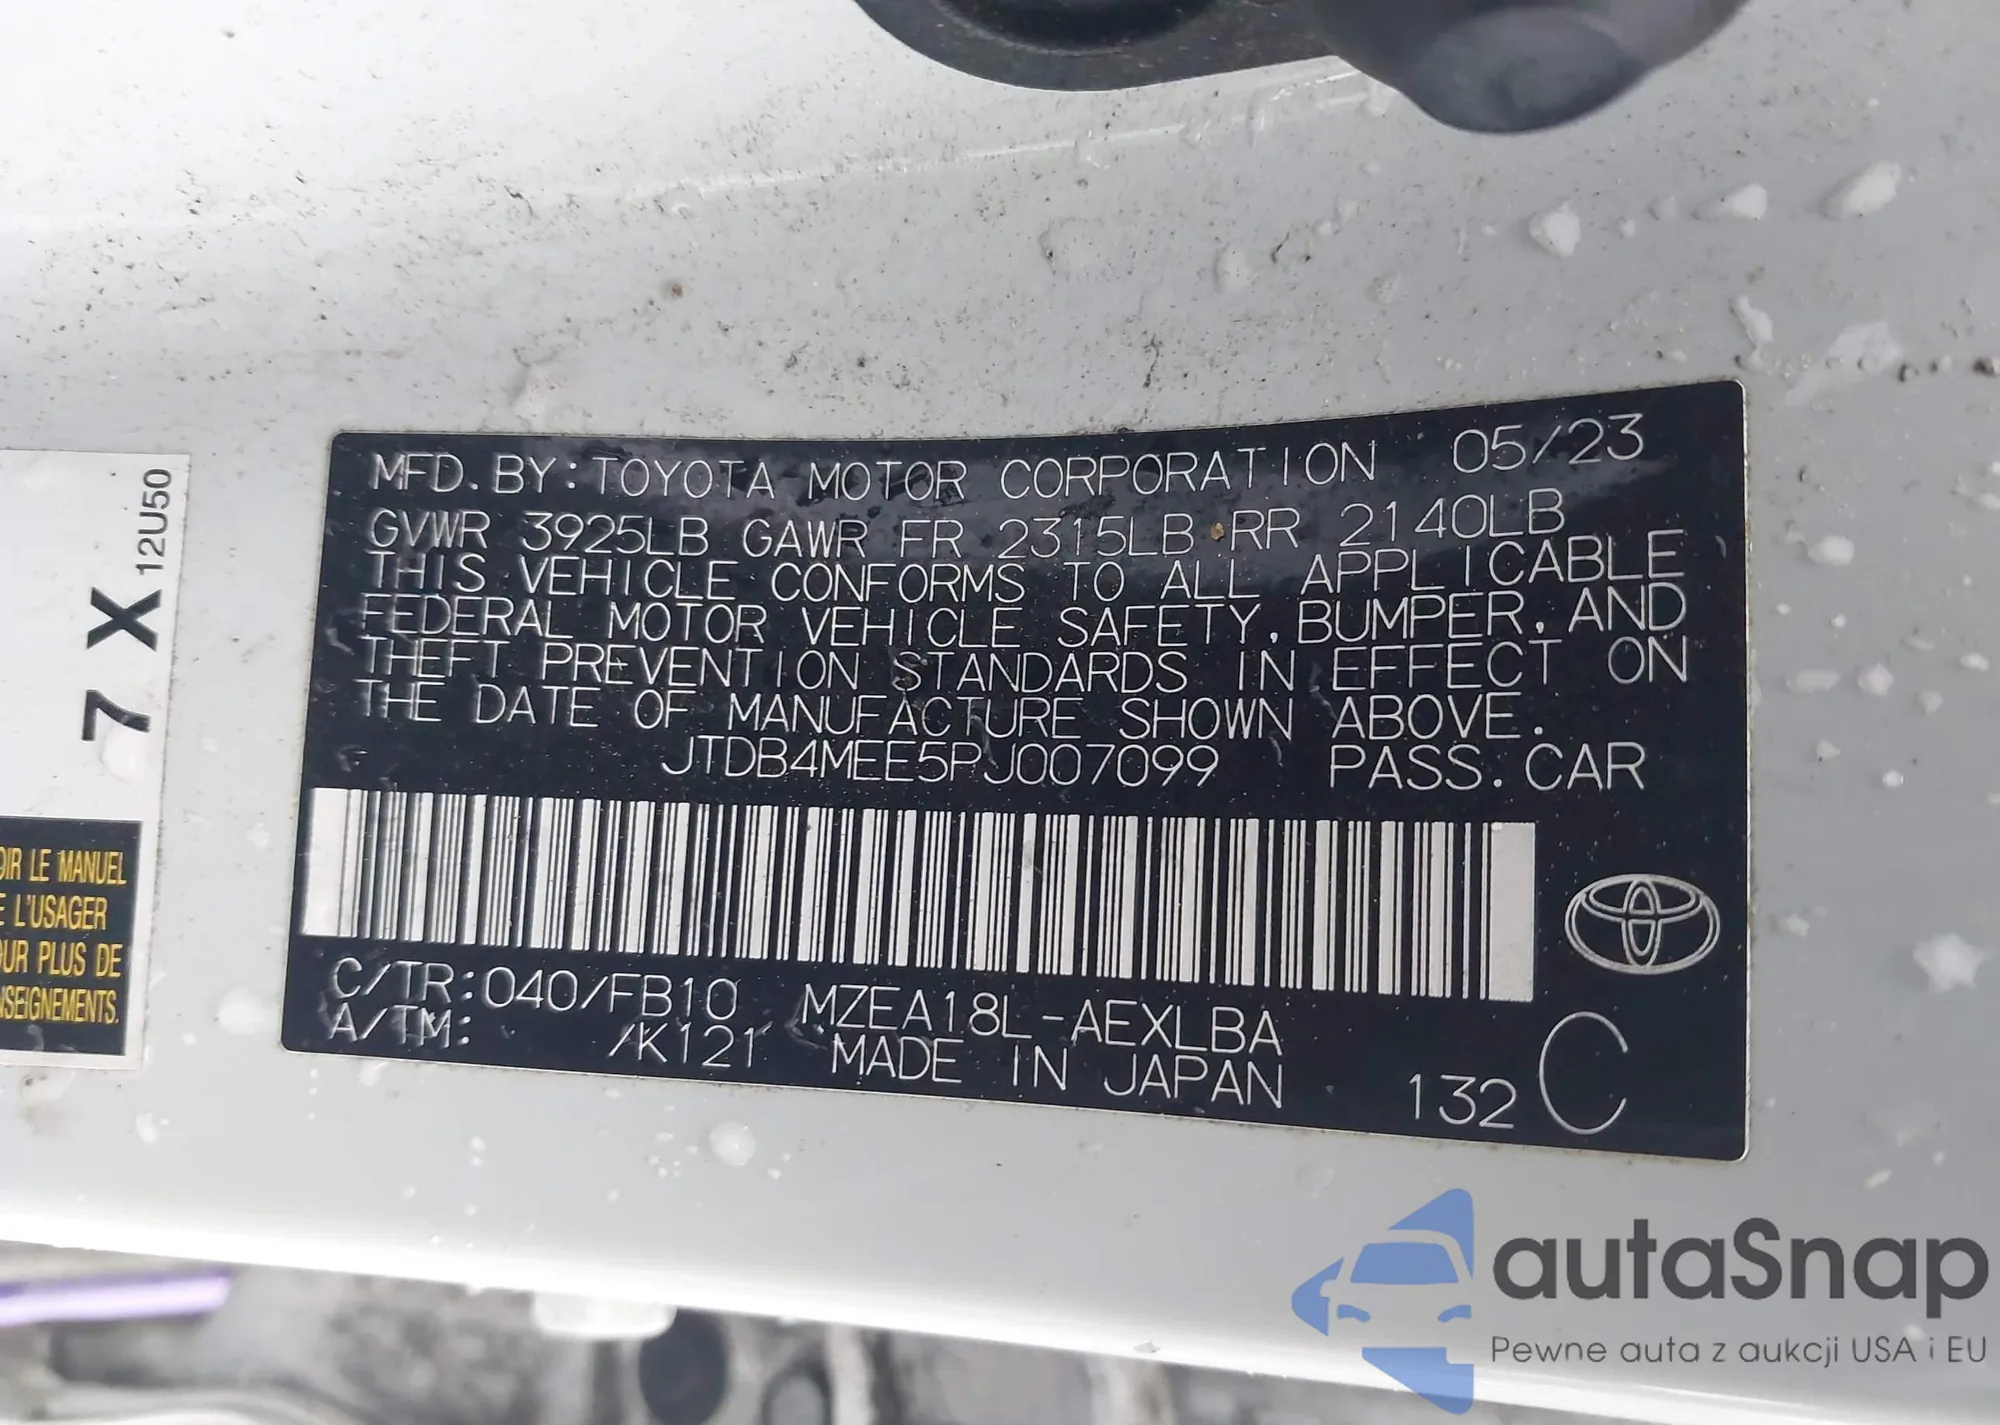 7 X 12U50
OIR LE MANUEL
E L'USAGER
OUR PLUS DE
NSEIGNEMENTS.
MFD. BY: TOYOTA MOTOR CORPORATION 05/23
GVWR 3925LB GAWR FR 2315LB RR 2140LB
THIS VEHICLE CONFORMS TO ALL APPLICABLE
FEDERAL MOTOR VEHICLE SAFETY, BUMPER, AND
THEFT PREVENTION STANDARDS IN EFFECT ON
THE DATE OF MANUFACTURE SHOWN ABOVE.
JTDB4MEE5PJ007099 PASS. CAR
C/TR: 040/FB10 MZEA18L-AEXLBA
A/TM: /K121 MADE IN JAPAN 132 C
autaSnap
Pewne auta z aukcji USA i EU